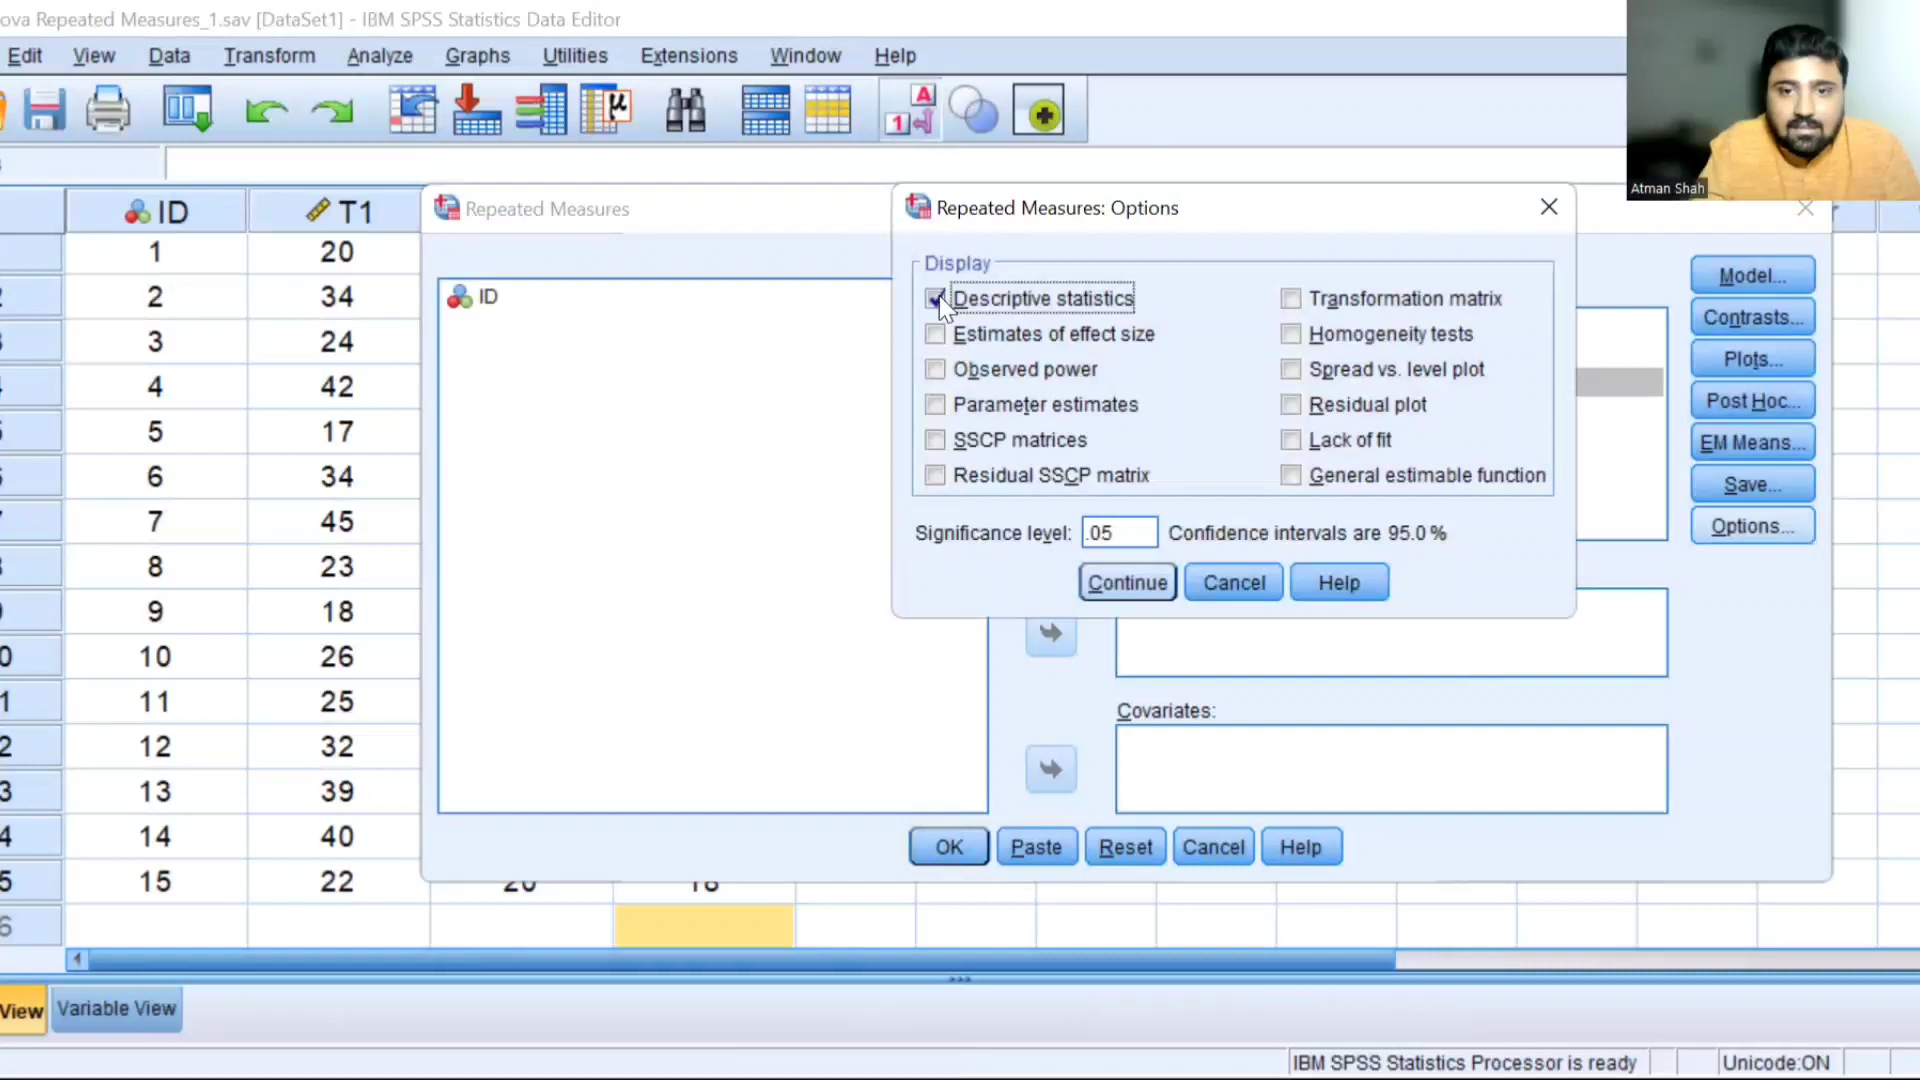 ova Repeated Measures_1.sav [DataSet1] - IBM SPSS Statistics Data Editor
Edit View Data Transform Analyze Graphs Utilities Extensions Window Help
Atman Shah
ID T1
1 20
2 34
3 24
4 42
5 17
6 34
7 45
8 23
9 18
10 26
11 25
12 32
13 39
14 40
15 22
Repeated Measures
ID
Repeated Measures: Options
Display
Descriptive statistics Transformation matrix
Estimates of effect size Homogeneity tests
Observed power Spread vs. level plot
Parameter estimates Residual plot
SSCP matrices Lack of fit
Residual SSCP matrix General estimable function
Significance level: .05 Confidence intervals are 95.0 %
Continue Cancel Help
Model...
Contrasts...
Plots...
Post Hoc...
EM Means...
Save...
Options...
Covariates:
OK Paste Reset Cancel Help
View Variable View
IBM SPSS Statistics Processor is ready Unicode:ON